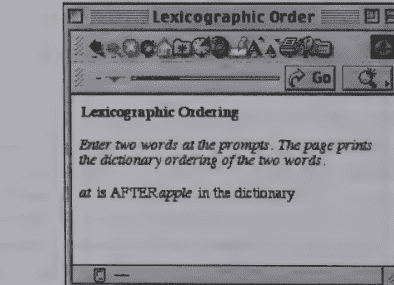 Lexicographic Order
Go
Lexicographic Ordering
Enter two words at the prompts. The page prints
the dictionary ordering of the two words.
at is AFTERapple in the dictionary